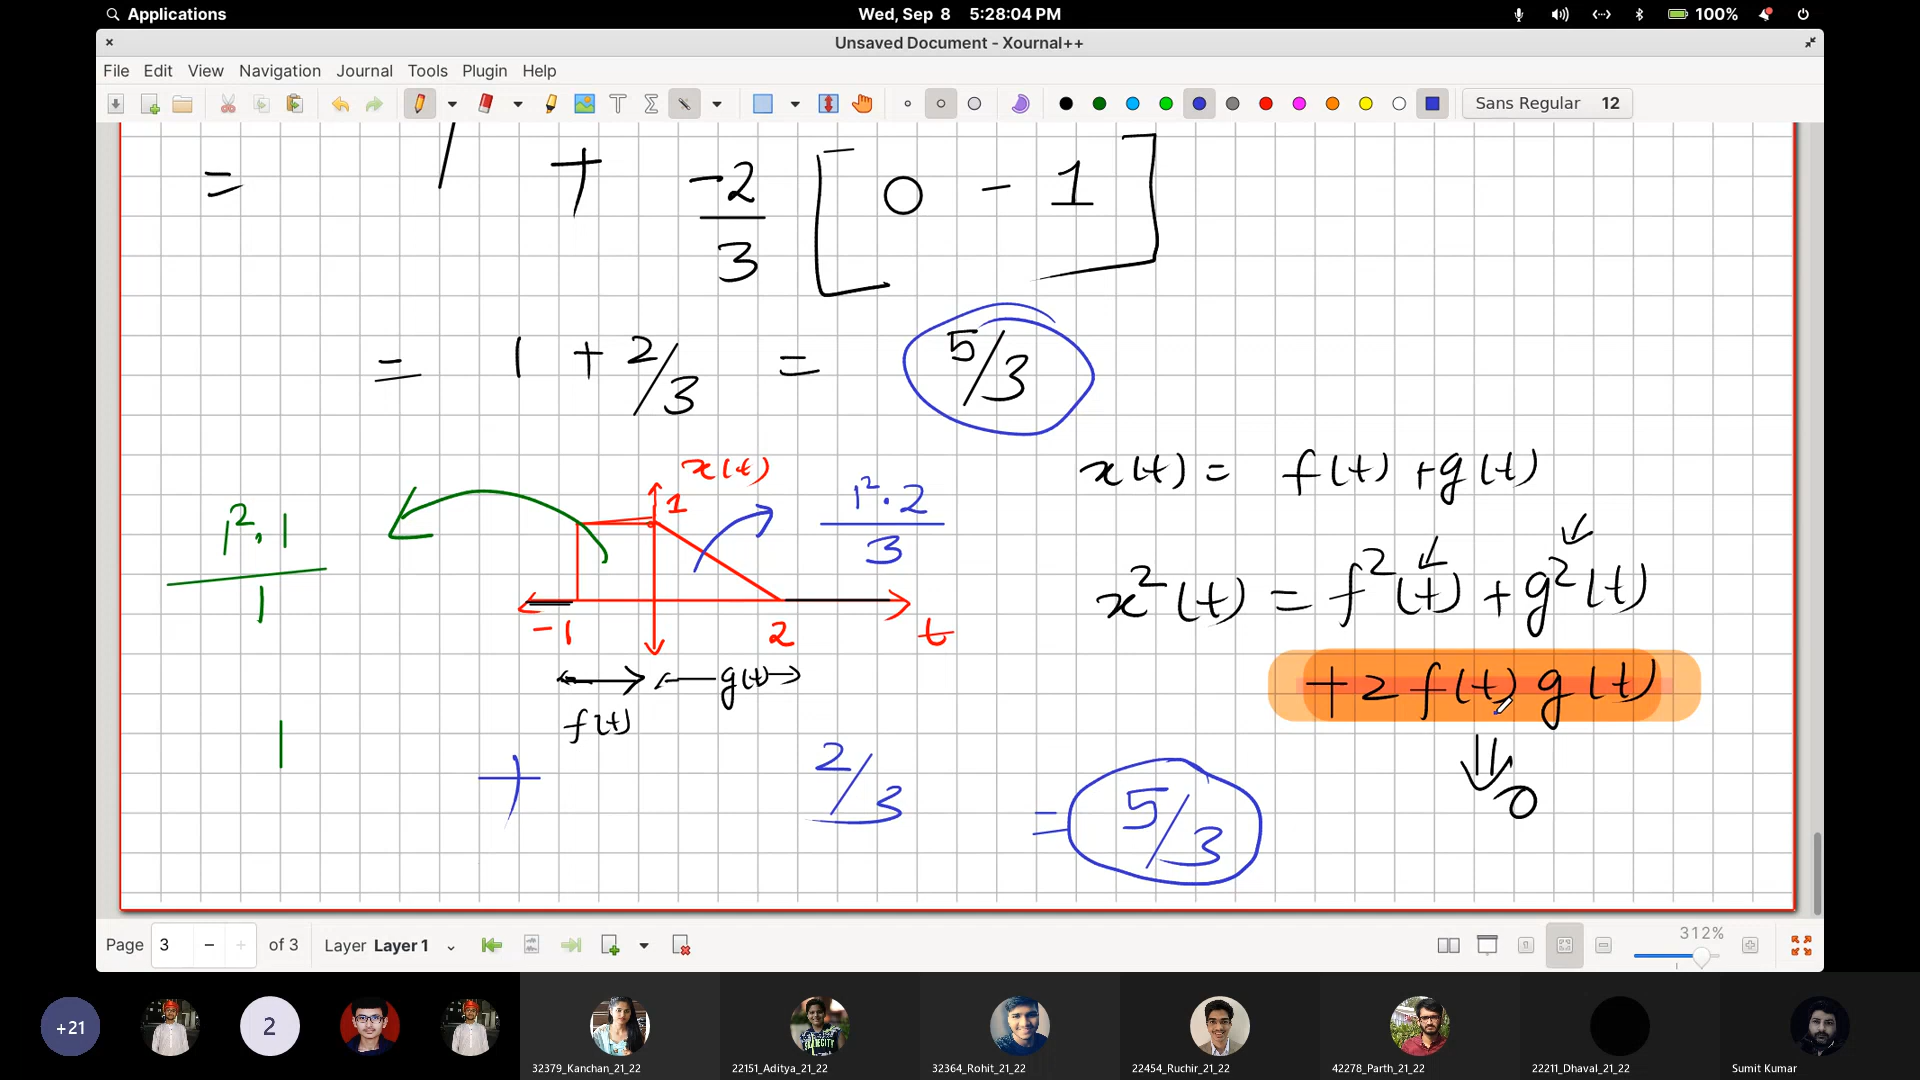 Applications
Wed, Sep 8 5:28:04 PM
100%
Unsaved Document - Xournal++
File Edit View Navigation Journal Tools Plugin Help
Sans Regular 12
= 1 + -2/3 [0 - 1]
= 1 + 2/3 = 5/3
x(t)
1
1² · 1 / 1
1² · 2 / 3
-1 2 t
f(t) g(t)
x(t) = f(t) + g(t)
x²(t) = f²(t) + g²(t)
+ 2 f(t) g(t)
0
1 + 2/3 = 5/3
Page 3 of 3 Layer Layer 1
312%
+21
2
32379_Kanchan_21_22
22151_Aditya_21_22
32364_Rohit_21_22
22454_Ruchir_21_22
42278_Parth_21_22
22211_Dhaval_21_22
Sumit Kumar